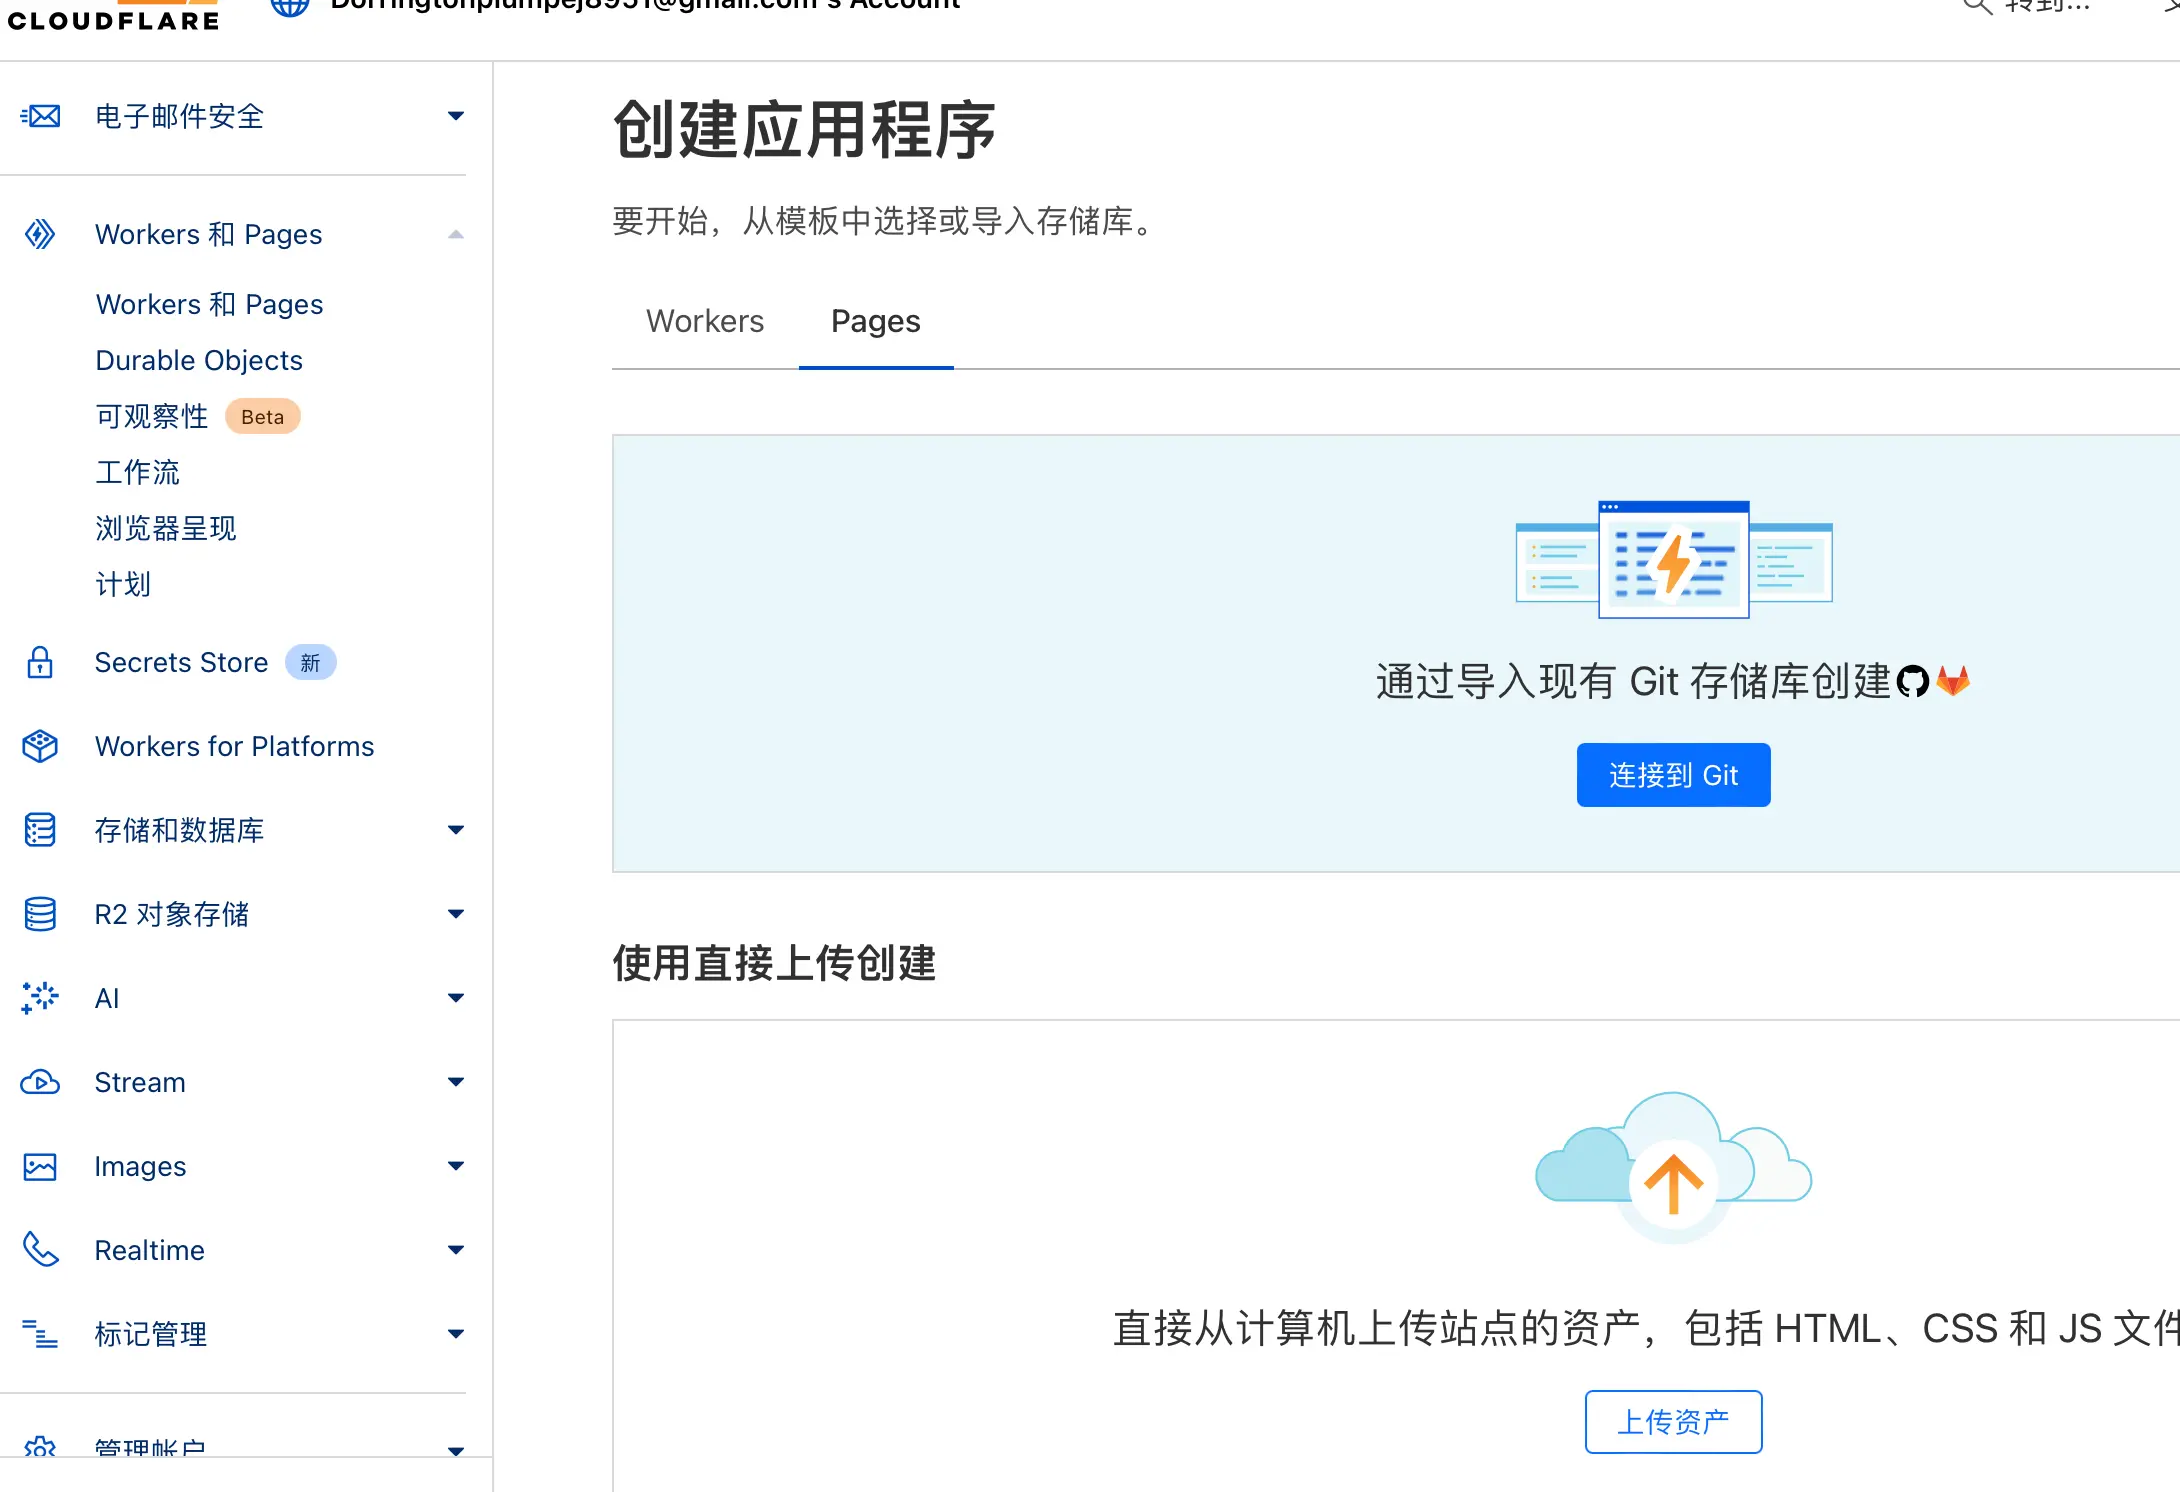 CLOUDFLARE
Dorringtonplumpej8951@gmail.com's Account
转到...
电子邮件安全
Workers 和 Pages
Workers 和 Pages
Durable Objects
可观察性 Beta
工作流
浏览器呈现
计划
Secrets Store 新
Workers for Platforms
存储和数据库
R2 对象存储
AI
Stream
Images
Realtime
标记管理
管理帐户
创建应用程序
要开始，从模板中选择或导入存储库。
Workers Pages
通过导入现有 Git 存储库创建
连接到 Git
使用直接上传创建
直接从计算机上传站点的资产，包括 HTML、CSS 和 JS 文件
上传资产